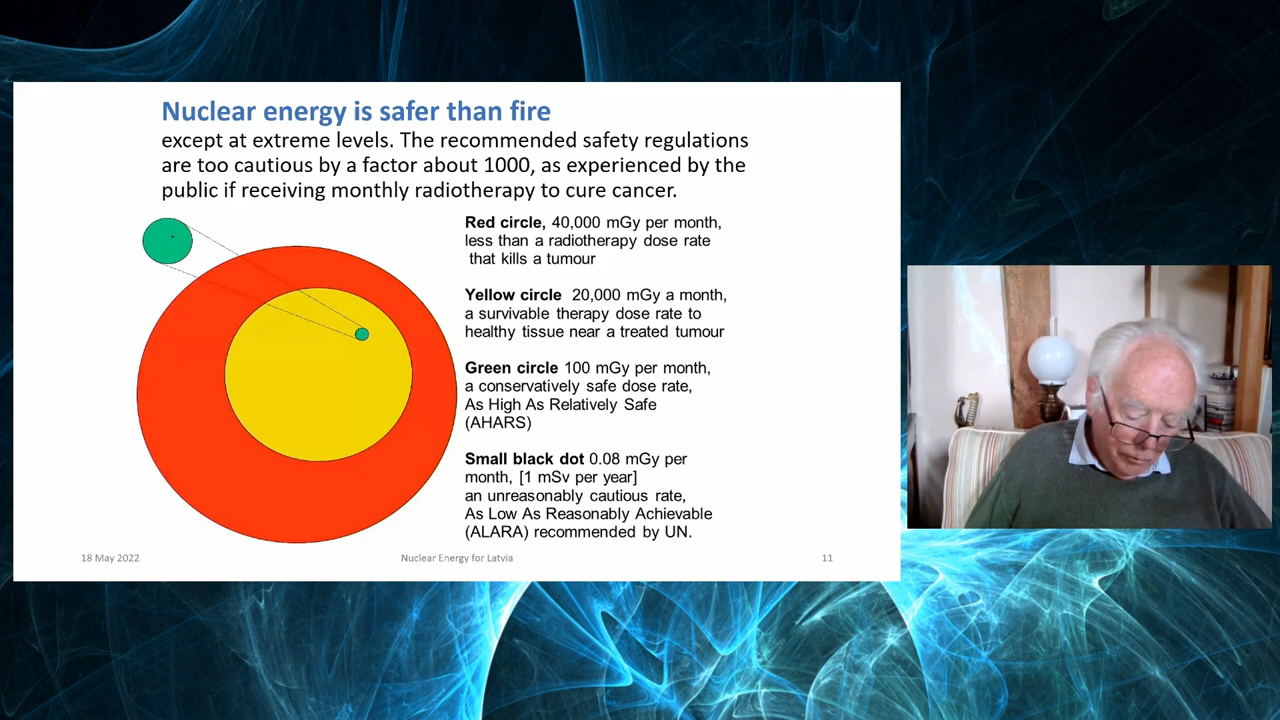 Nuclear energy is safer than fire
except at extreme levels. The recommended safety regulations
are too cautious by a factor about 1000, as experienced by the
public if receiving monthly radiotherapy to cure cancer.
Red circle, 40,000 mGy per month,
less than a radiotherapy dose rate
that kills a tumour
Yellow circle 20,000 mGy a month,
a survivable therapy dose rate to
healthy tissue near a treated tumour
Green circle 100 mGy per month,
a conservatively safe dose rate,
As High As Relatively Safe
(AHARS)
Small black dot 0.08 mGy per
month, [1 mSv per year]
an unreasonably cautious rate,
As Low As Reasonably Achievable
(ALARA) recommended by UN.
18 May 2022
Nuclear Energy for Latvia
11